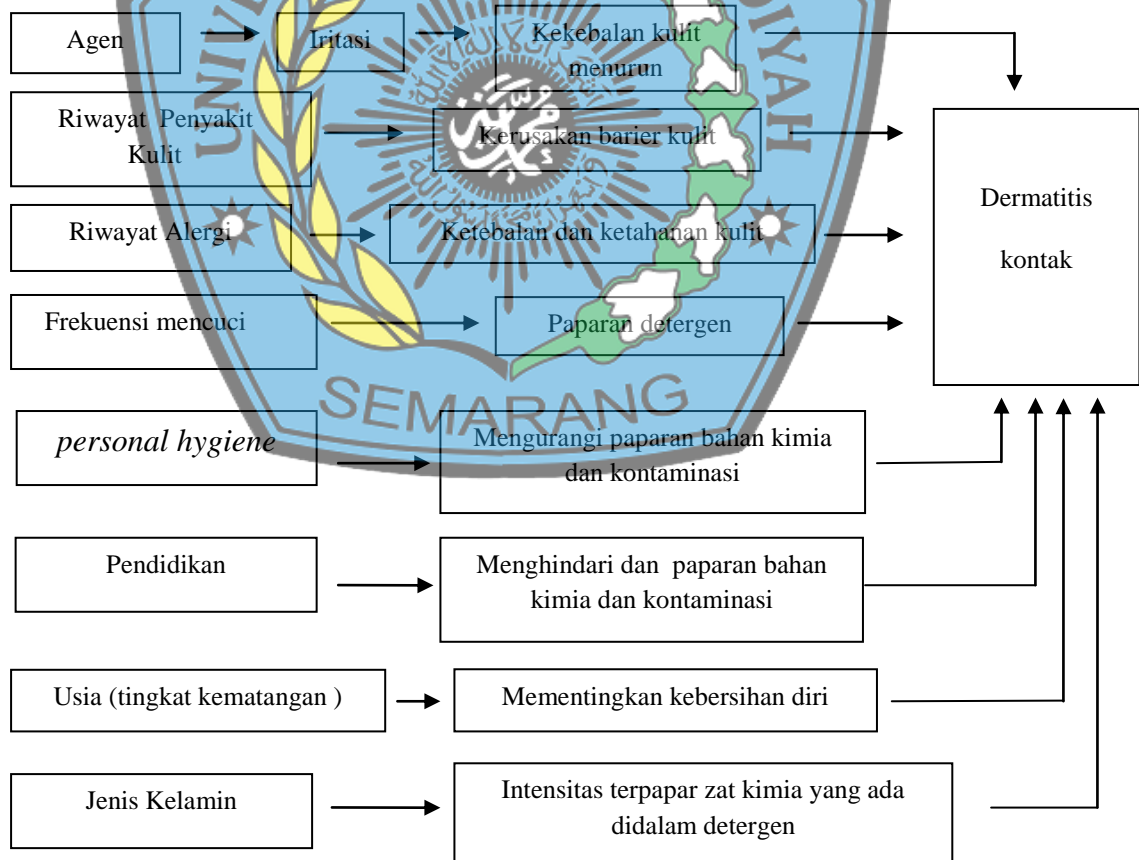 Agen
Iritasi
Kekebalan kulit
menurun
Riwayat Penyakit
Kulit
Kerusakan barier kulit
Riwayat Alergi
Ketebalan dan ketahanan kulit
Frekuensi mencuci
Paparan detergen
Dermatitis
kontak
SEMARANG
personal hygiene
Mengurangi paparan bahan kimia
dan kontaminasi
Pendidikan
Menghindari dan paparan bahan
kimia dan kontaminasi
Usia (tingkat kematangan )
Mementingkan kebersihan diri
Jenis Kelamin
Intensitas terpapar zat kimia yang ada
didalam detergen